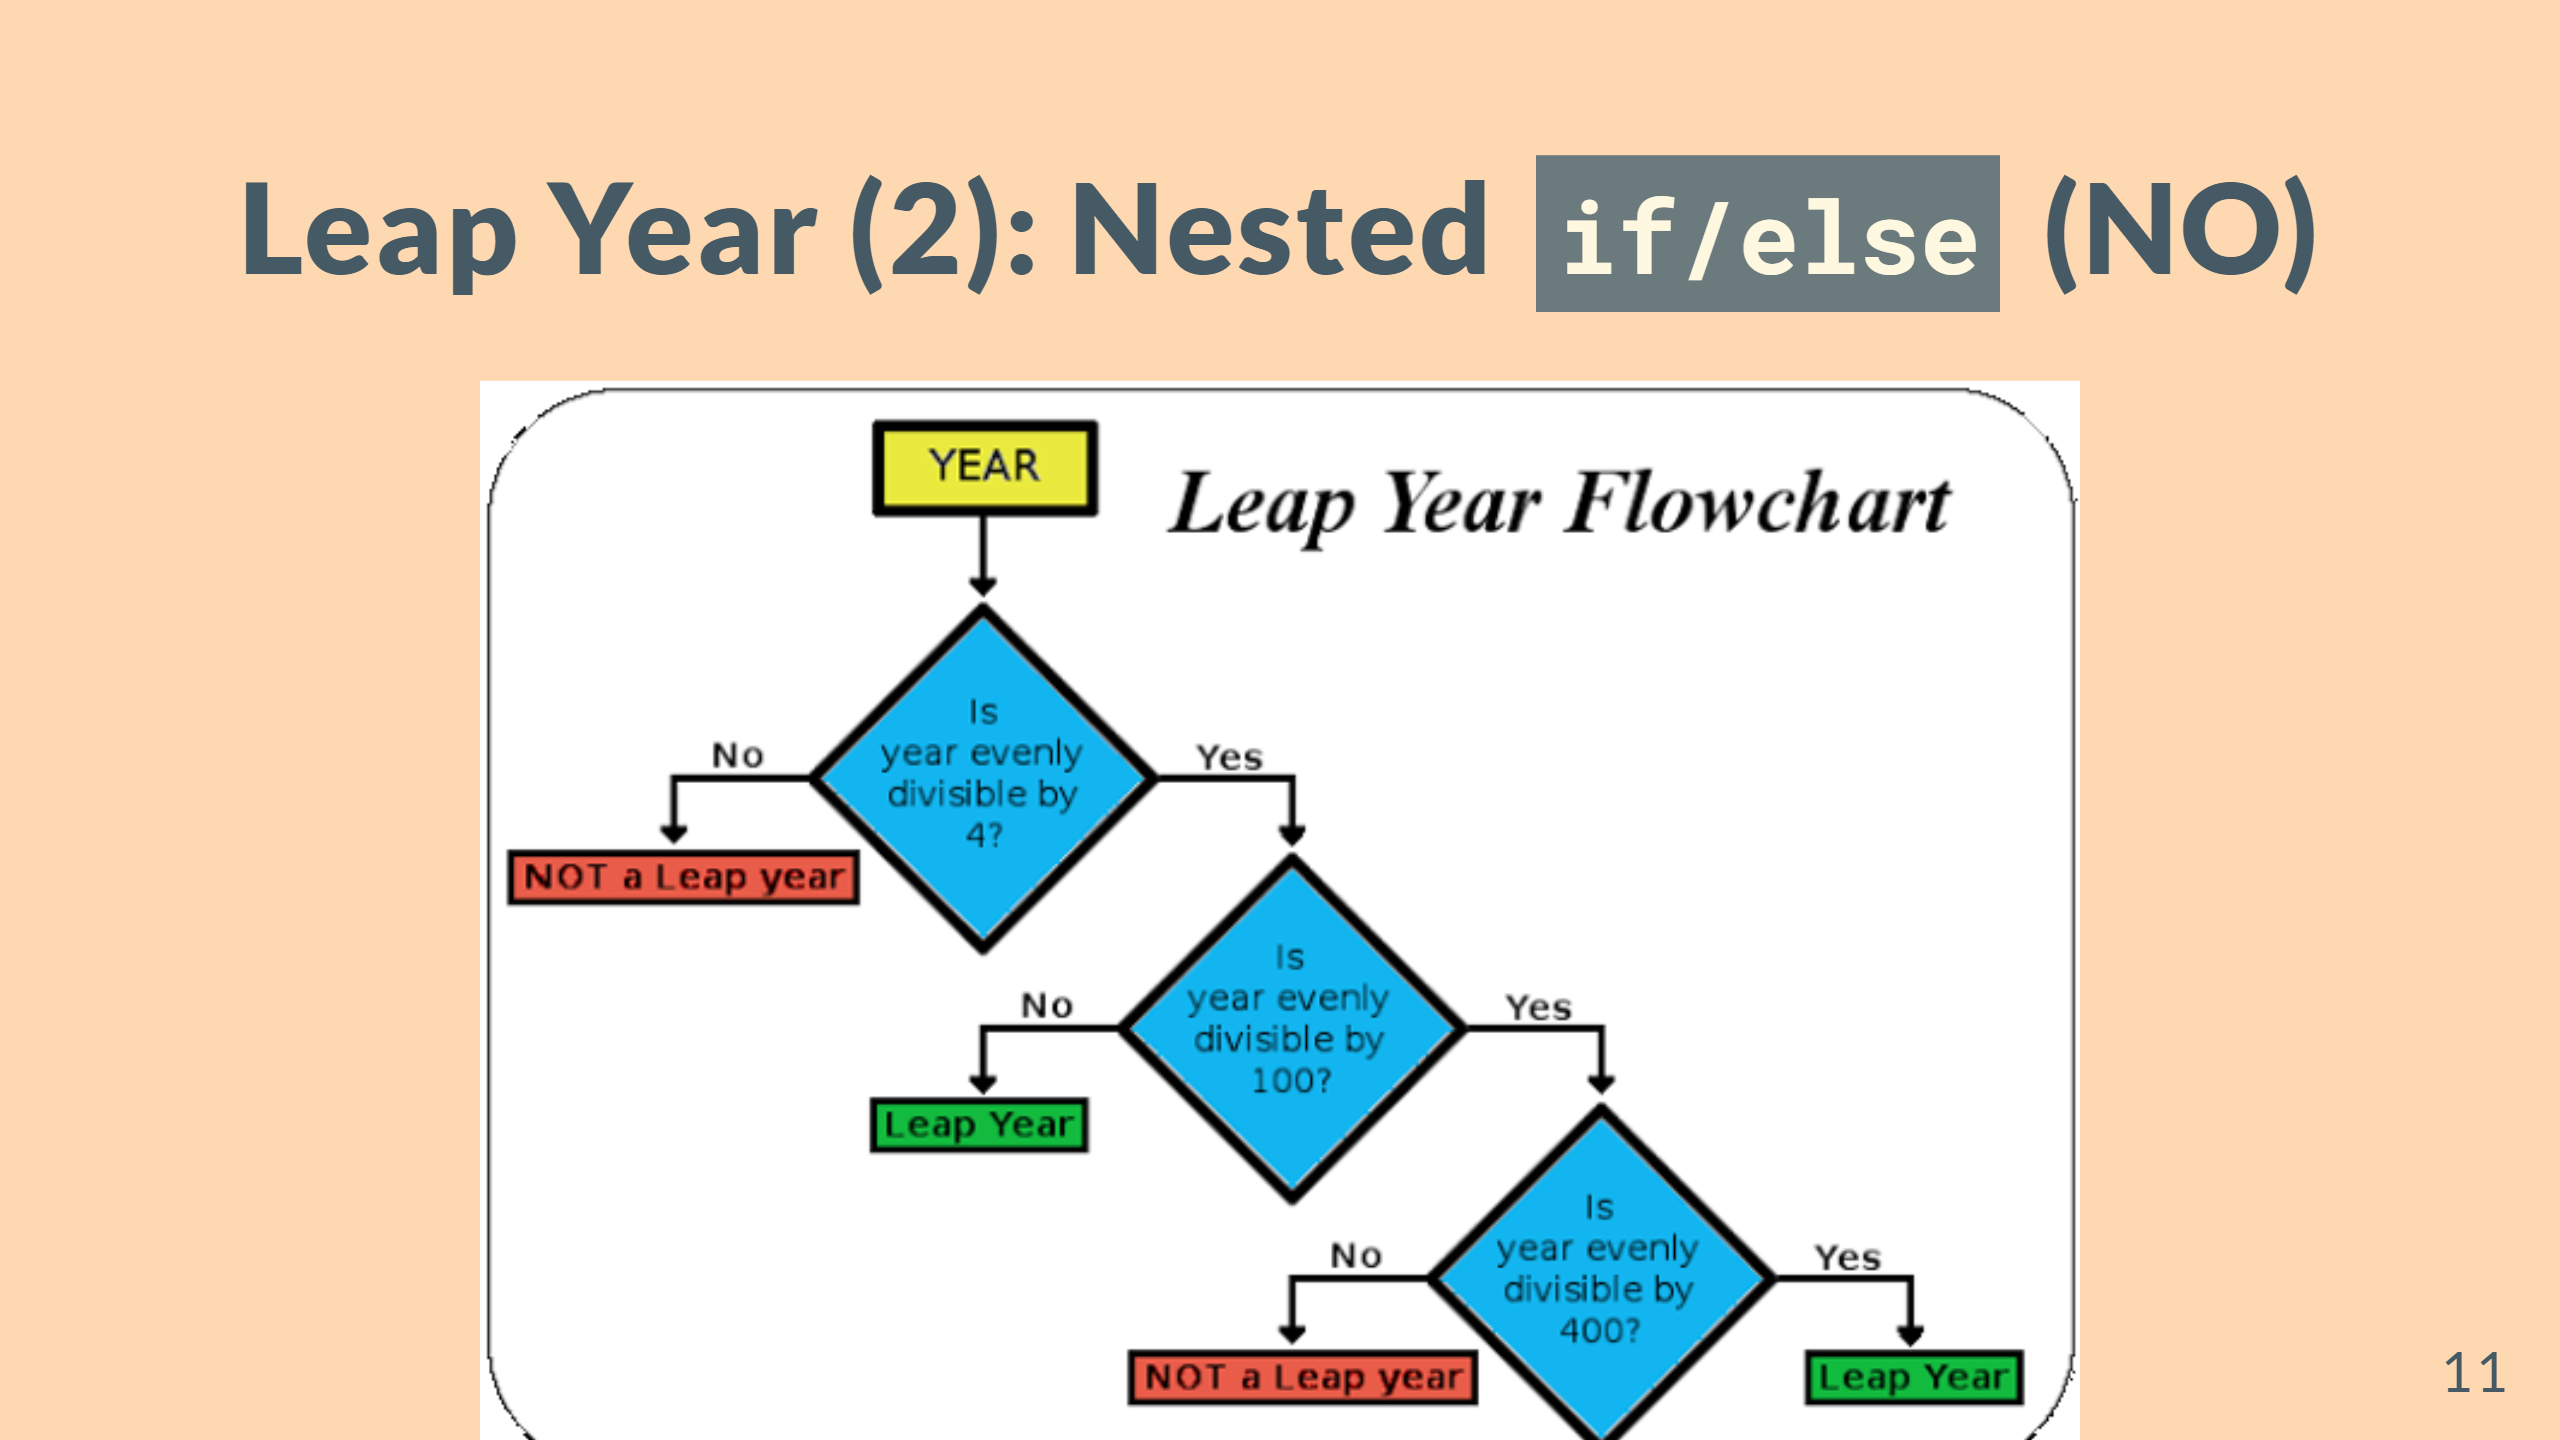 Leap Year (2): Nested if/else (NO)
YEAR
Leap Year Flowchart
Is
year evenly
divisible by
4?
No
Yes
NOT a Leap year
Is
year evenly
divisible by
100?
No
Yes
Leap Year
Is
year evenly
divisible by
400?
No
Yes
NOT a Leap year
Leap Year
11